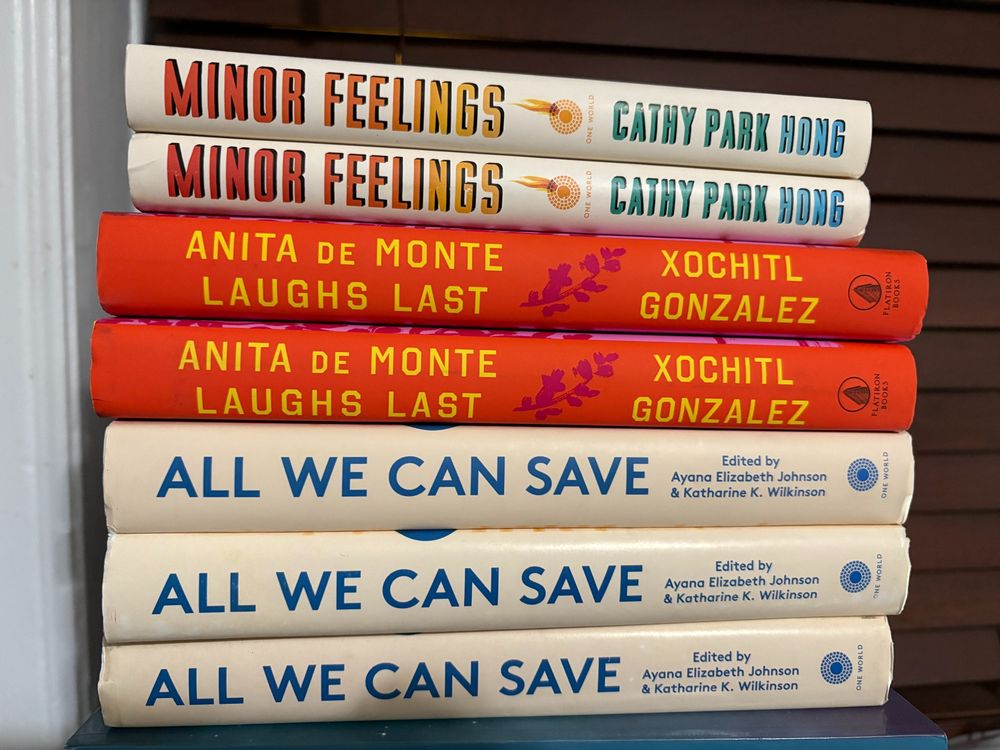 MINOR FEELINGS ONE WORLD CATHY PARK HONG
MINOR FEELINGS ONE WORLD CATHY PARK HONG
ANITA DE MONTE
LAUGHS LAST
XOCHITL
GONZALEZ
FLATIRON
BOOKS
ANITA DE MONTE
LAUGHS LAST
XOCHITL
GONZALEZ
FLATIRON
BOOKS
ALL WE CAN SAVE
Edited by
Ayana Elizabeth Johnson
& Katharine K. Wilkinson
ONE WORLD
ALL WE CAN SAVE
Edited by
Ayana Elizabeth Johnson
& Katharine K. Wilkinson
ONE WORLD
ALL WE CAN SAVE
Edited by
Ayana Elizabeth Johnson
& Katharine K. Wilkinson
ONE WORLD